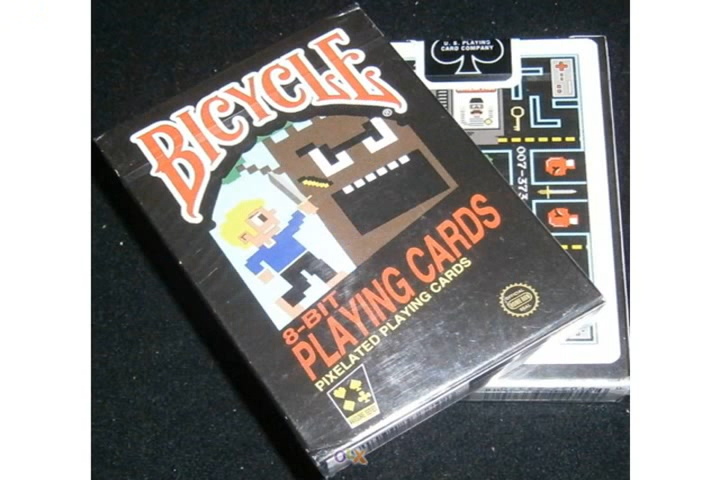 BICYCLE
®
8-BIT
PLAYING CARDS
PIXELATED PLAYING CARDS
U. S. PLAYING
CARD COMPANY
007-373